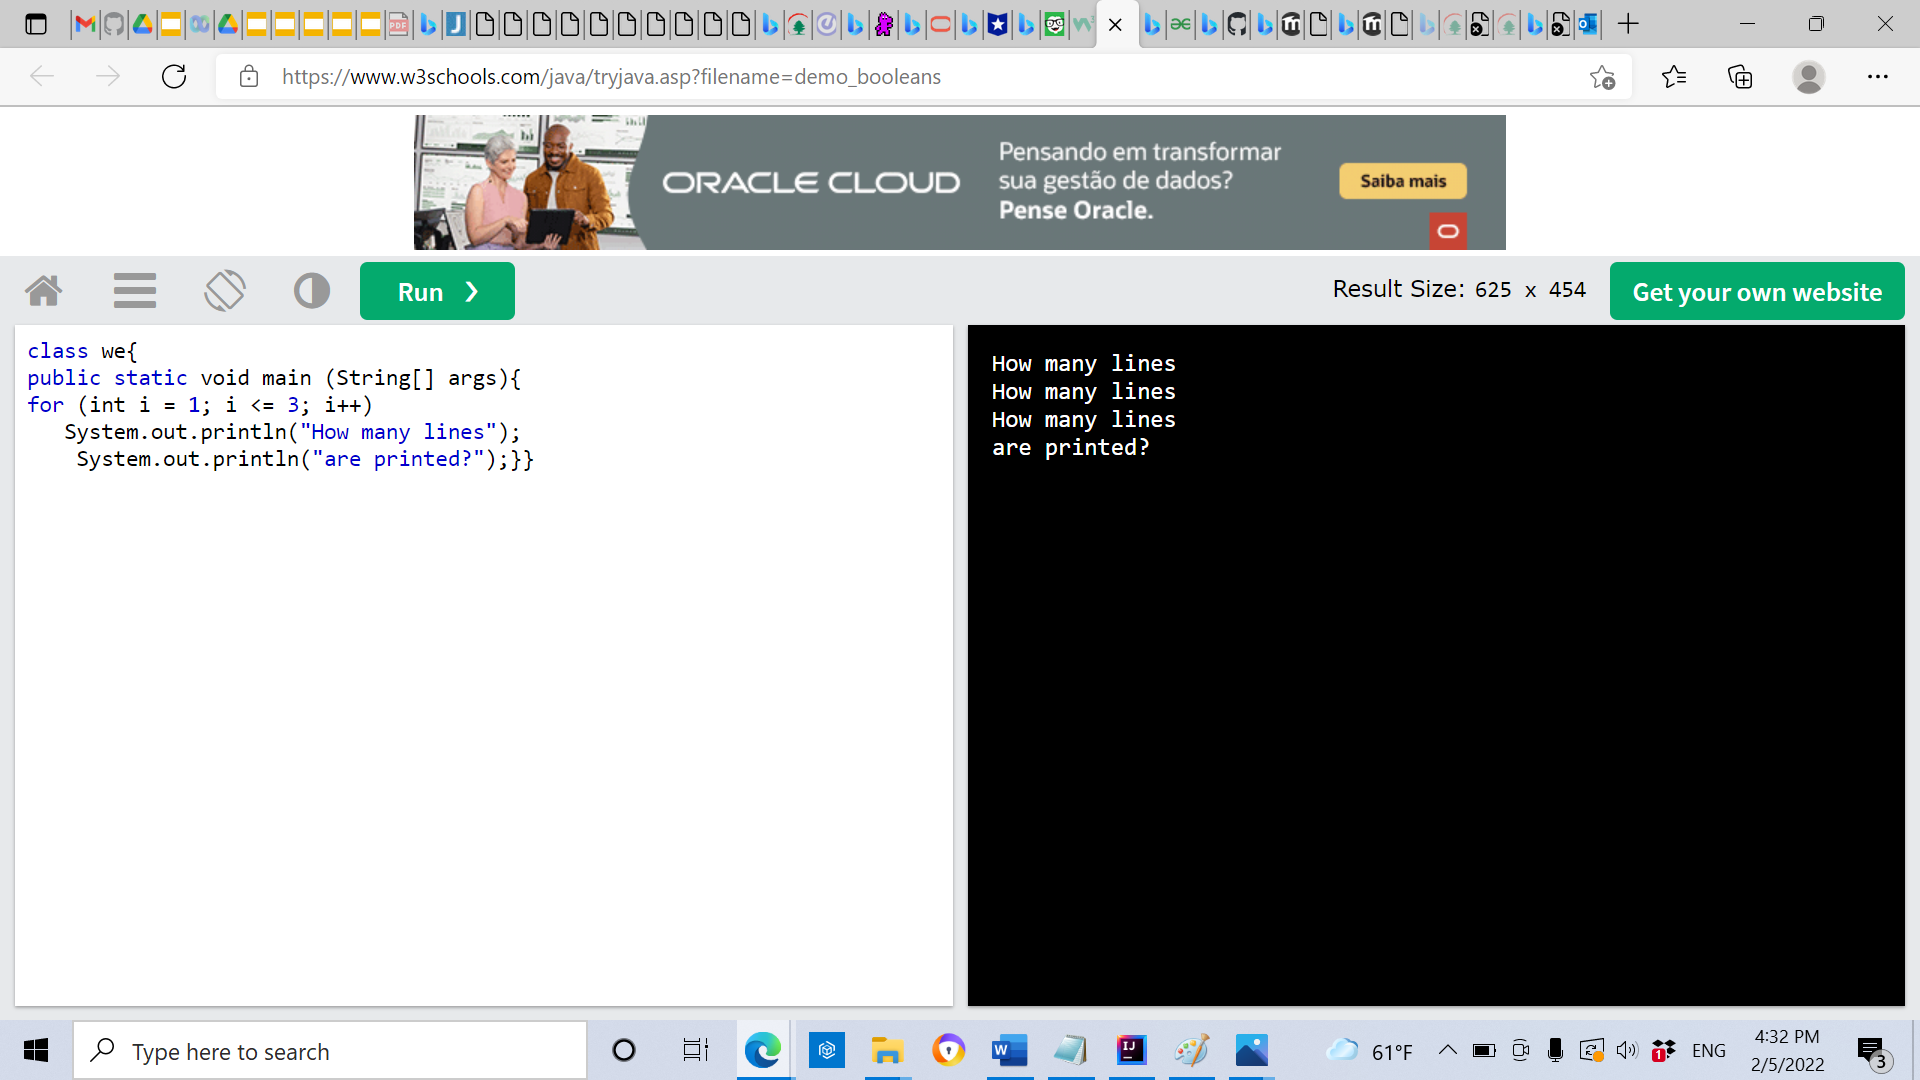 https://www.w3schools.com/java/tryjava.asp?filename=demo_booleans
ORACLE CLOUD
Pensando em transformar
sua gestão de dados?
Pense Oracle.
Saiba mais
Run ❯
Result Size: 625 x 454
Get your own website
class we{
public static void main (String[] args){
for (int i = 1; i <= 3; i++)
System.out.println("How many lines");
System.out.println("are printed?");}}
How many lines
How many lines
How many lines
are printed?
Type here to search
61°F
ENG
4:32 PM
2/5/2022
3